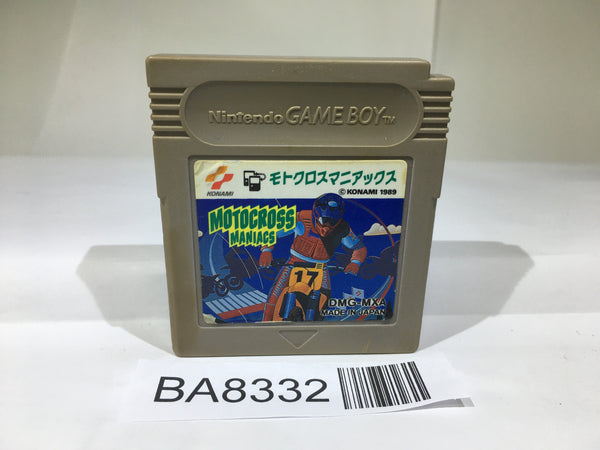 Nintendo GAME BOY TM
KONAMI
モトクロスマニアックス
© KONAMI 1989
MOTOCROSS
MANIACS
17
DMG-MXA
MADE IN JAPAN
BA8332